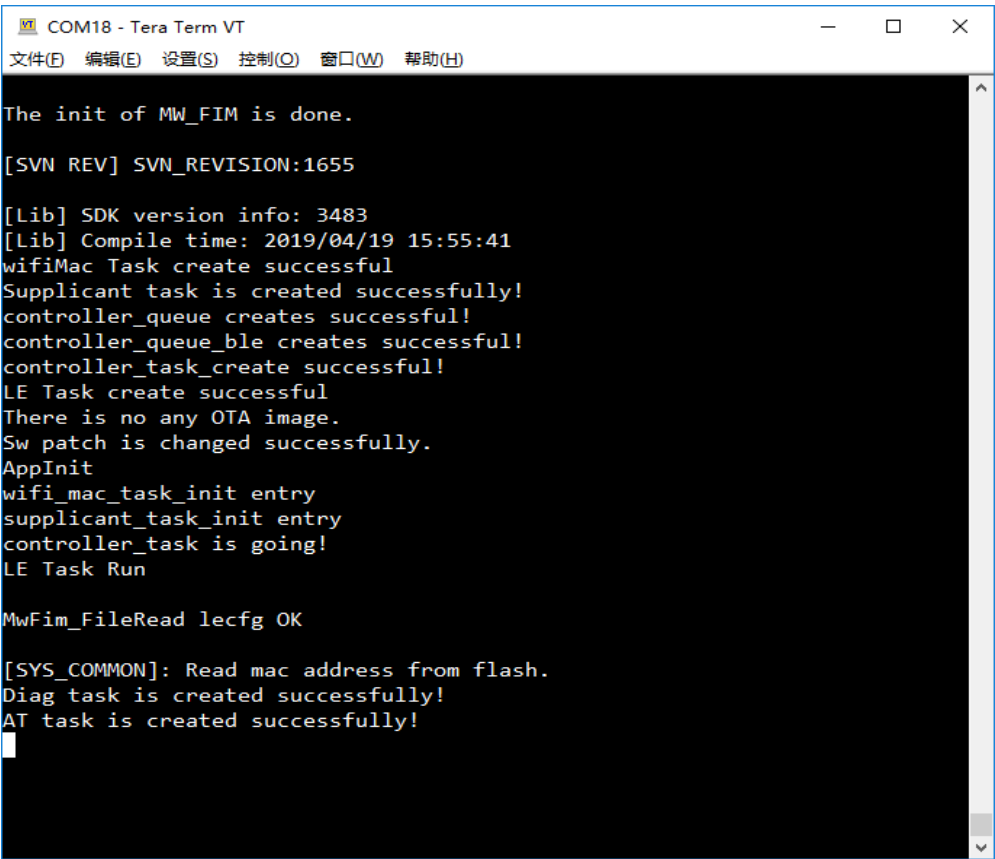 COM18 - Tera Term VT
文件(F) 编辑(E) 设置(S) 控制(O) 窗口(W) 帮助(H)
The init of MW_FIM is done.
[SVN REV] SVN_REVISION:1655
[Lib] SDK version info: 3483
[Lib] Compile time: 2019/04/19 15:55:41
wifiMac Task create successful
Supplicant task is created successfully!
controller_queue creates successful!
controller_queue_ble creates successful!
controller_task_create successful!
LE Task create successful
There is no any OTA image.
Sw patch is changed successfully.
AppInit
wifi_mac_task_init entry
supplicant_task_init entry
controller_task is going!
LE Task Run
MwFim_FileRead lecfg OK
[SYS_COMMON]: Read mac address from flash.
Diag task is created successfully!
AT task is created successfully!